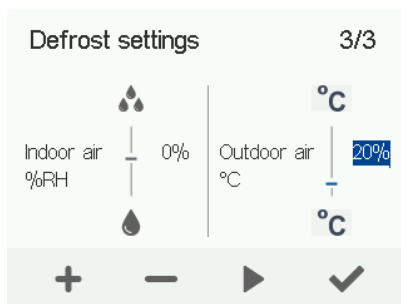 Defrost settings 3/3
°C
Indoor air 0% Outdoor air 20%
%RH °C
°C